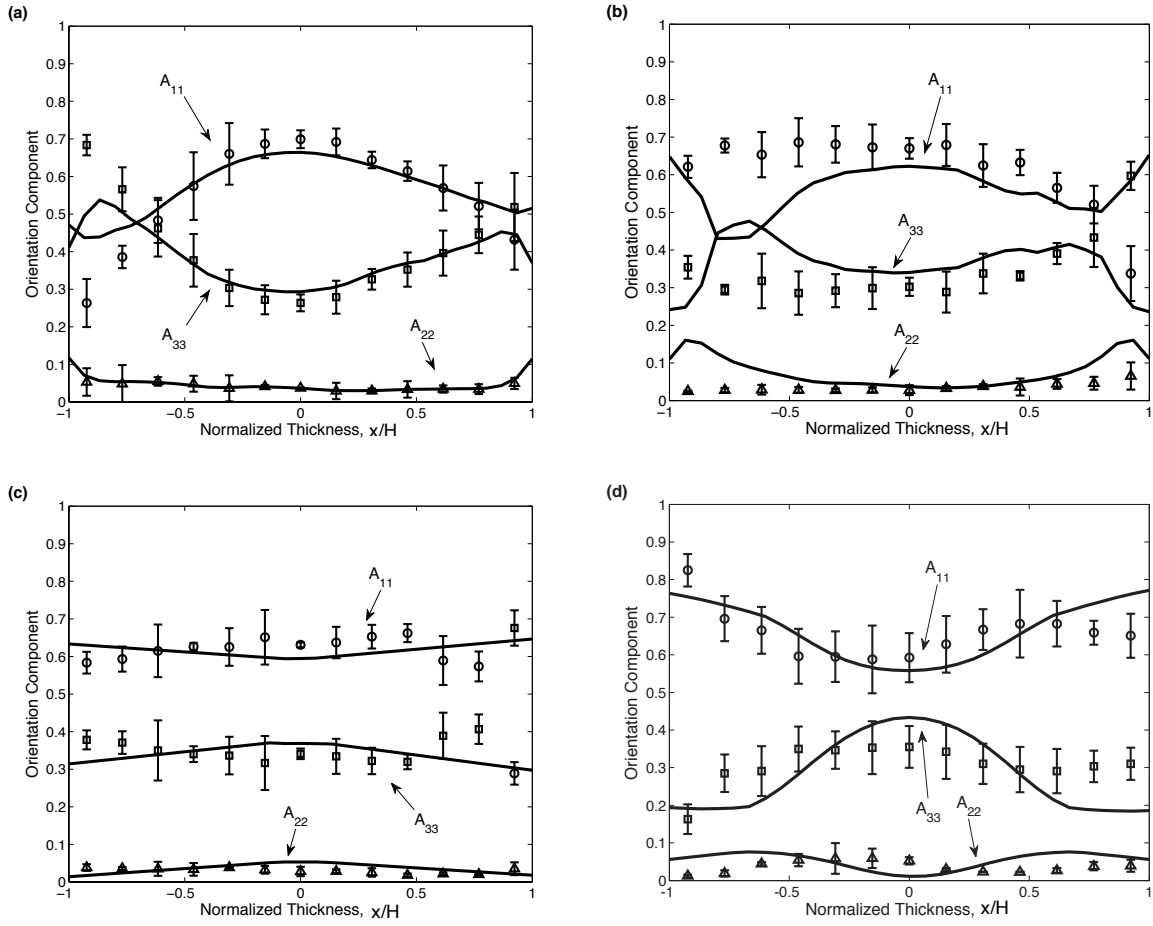 (a)
1
0.9
0.8
0.7
0.6
0.5
0.4
0.3
0.2
0.1
0
-1
-0.5
0
0.5
1
Orientation Component
Normalized Thickness, x/H
A11
A33
A22
(b)
1
0.9
0.8
0.7
0.6
0.5
0.4
0.3
0.2
0.1
0
-1
-0.5
0
0.5
1
Orientation Component
Normalized Thickness, x/H
A11
A33
A22
(c)
1
0.9
0.8
0.7
0.6
0.5
0.4
0.3
0.2
0.1
0
-1
-0.5
0
0.5
1
Orientation Component
Normalized Thickness, x/H
A11
A33
A22
(d)
1
0.9
0.8
0.7
0.6
0.5
0.4
0.3
0.2
0.1
0
-1
-0.5
0
0.5
1
Orientation Component
Normalized Thickness, x/H
A11
A33
A22